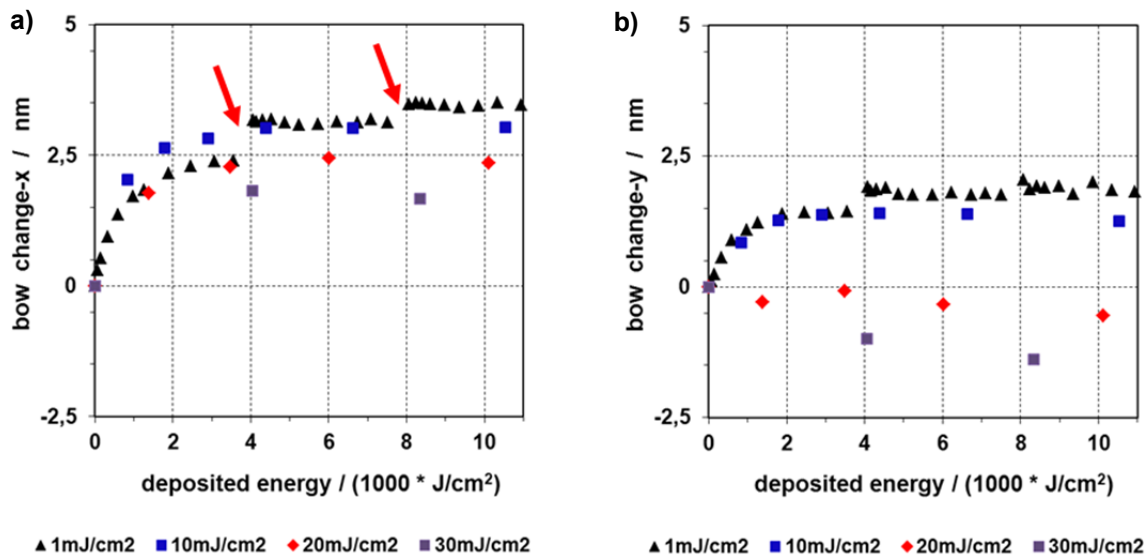 a)
bow change-x / nm
5
2,5
0
-2,5
0 2 4 6 8 10
deposited energy / (1000 * J/cm²)
1mJ/cm2 10mJ/cm2 20mJ/cm2 30mJ/cm2
b)
bow change-y / nm
5
2,5
0
-2,5
0 2 4 6 8 10
deposited energy / (1000 * J/cm²)
1mJ/cm2 10mJ/cm2 20mJ/cm2 30mJ/cm2